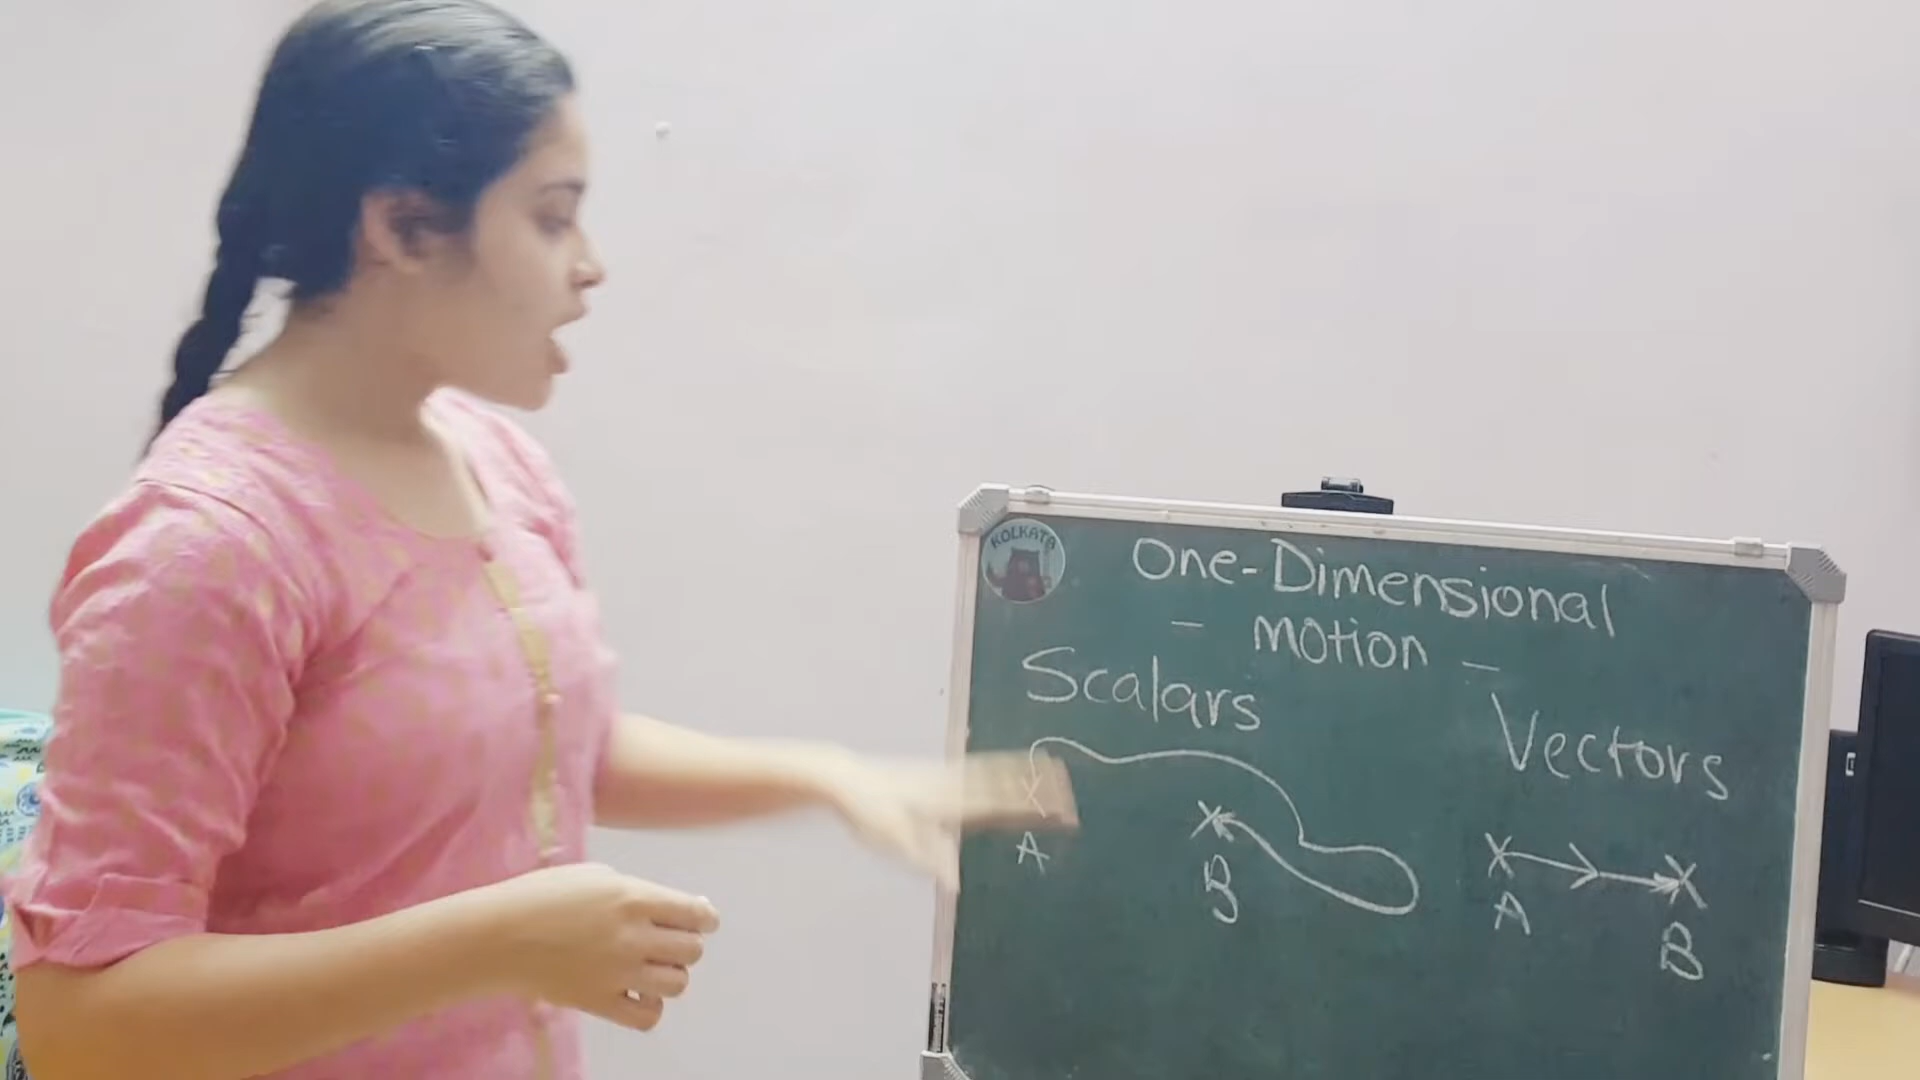 KOLKATA
One-Dimensional
- motion -
Scalars
Vectors
A
B
A
B